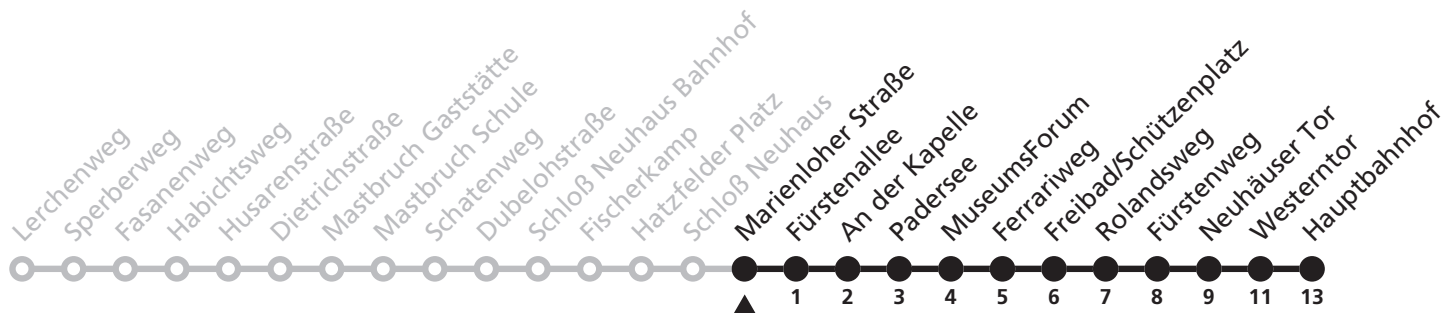 Lerchenweg
Sperberweg
Fasanenweg
Habichtsweg
Husarenstraße
Dietrichstraße
Mastbruch Gaststätte
Mastbruch Schule
Schatenweg
Dubelohstraße
Schloß Neuhaus Bahnhof
Fischerkamp
Hatzfelder Platz
Schloß Neuhaus
Marienloher Straße
Fürstenallee
An der Kapelle
Padersee
MuseumsForum
Ferrariweg
Freibad/Schützenplatz
Rolandsweg
Fürstenweg
Neuhäuser Tor
Westerntor
Hauptbahnhof
1 2 3 4 5 6 7 8 9 11 13